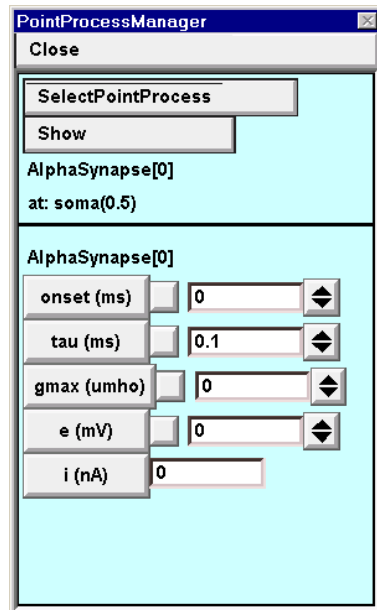 PointProcessManager
Close
SelectPointProcess
Show
AlphaSynapse[0]
at: soma(0.5)
AlphaSynapse[0]
onset (ms) 0
tau (ms) 0.1
gmax (umho) 0
e (mV) 0
i (nA) 0